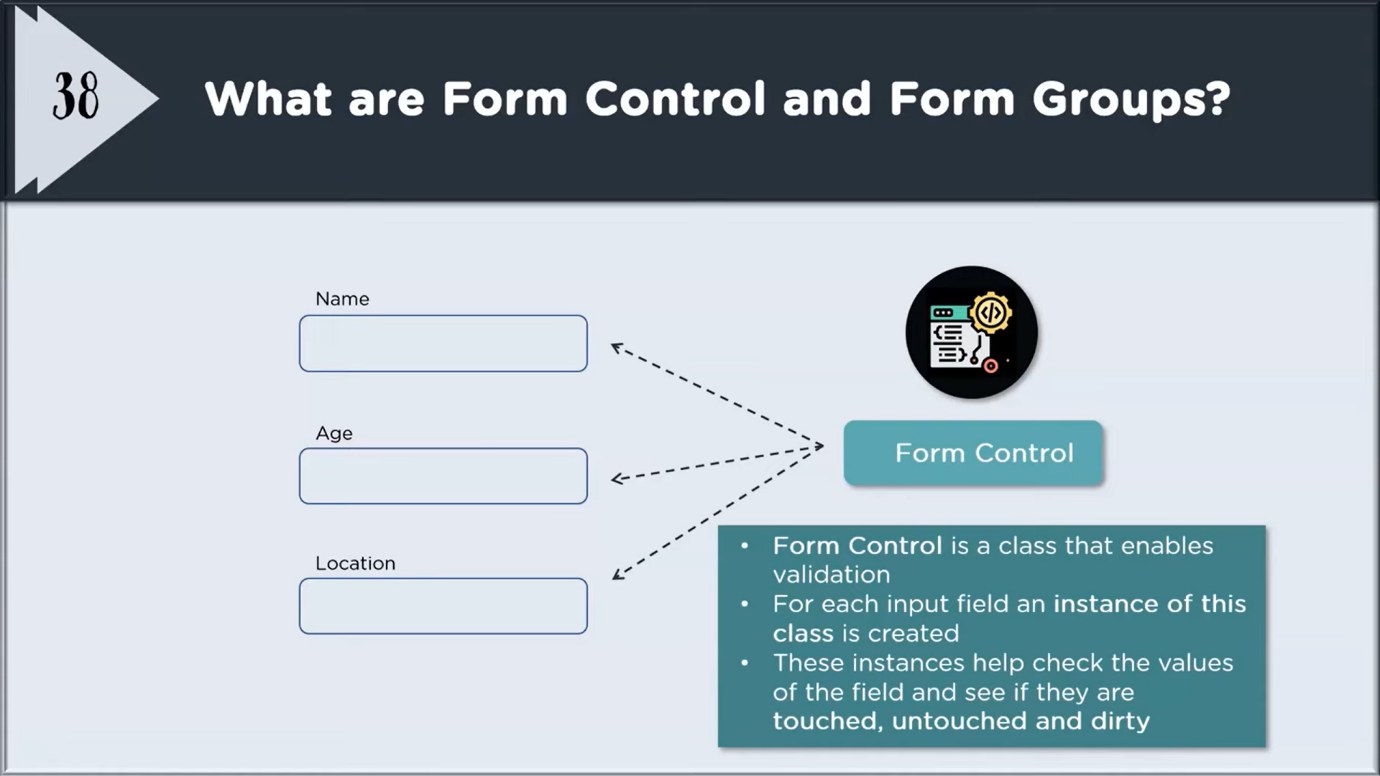 38
What are Form Control and Form Groups?
Name
Age
Location
Form Control
• Form Control is a class that enables
validation
• For each input field an instance of this
class is created
• These instances help check the values
of the field and see if they are
touched, untouched and dirty